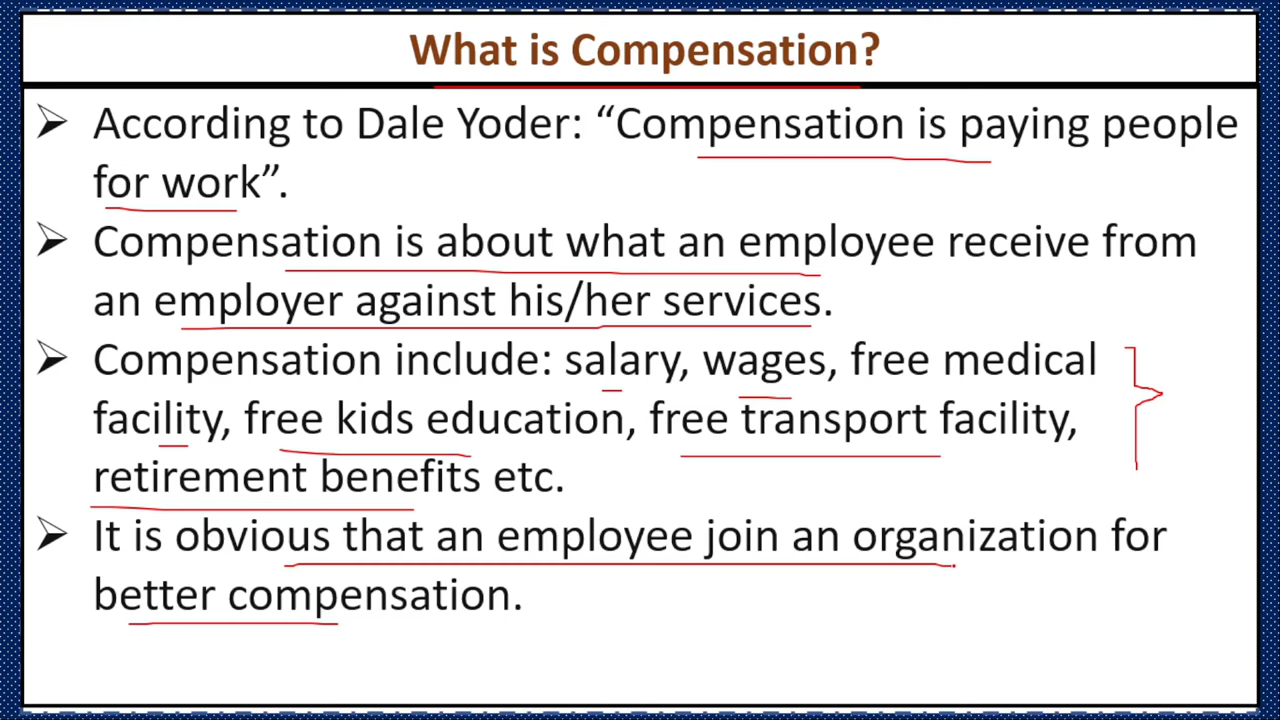 What is Compensation?
➢ According to Dale Yoder: “Compensation is paying people
for work”.
➢ Compensation is about what an employee receive from
an employer against his/her services.
➢ Compensation include: salary, wages, free medical
facility, free kids education, free transport facility,
retirement benefits etc.
➢ It is obvious that an employee join an organization for
better compensation.